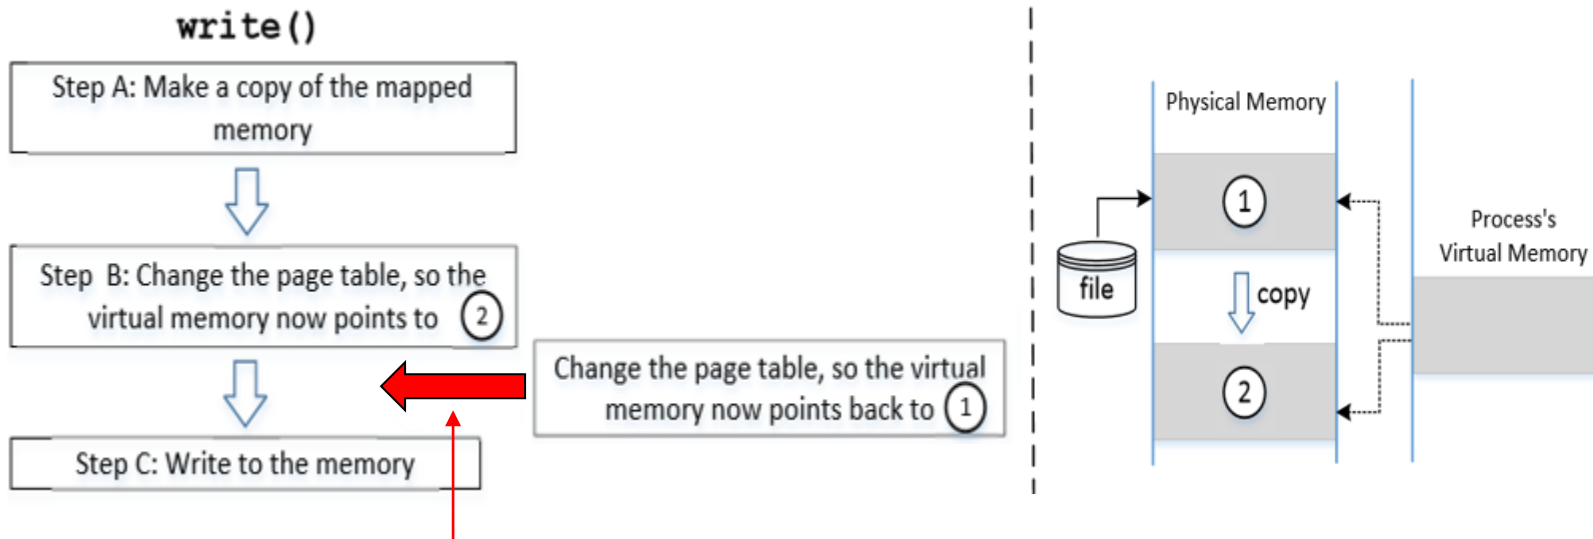 write()
Step A: Make a copy of the mapped
memory
Step B: Change the page table, so the
virtual memory now points to 2
Change the page table, so the virtual
memory now points back to 1
Step C: Write to the memory
Physical Memory
1
Process's
Virtual Memory
file
copy
2